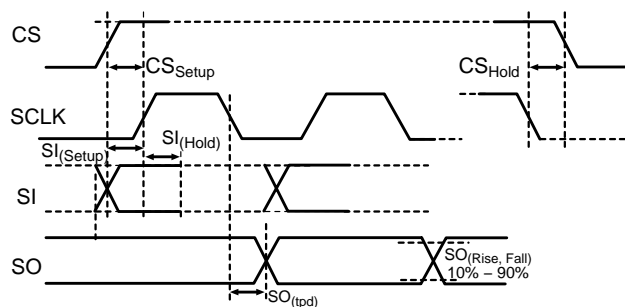 CS
CS_Setup
CS_Hold
SCLK
SI_(Setup)
SI_(Hold)
SI
SO
SO_(Rise, Fall)
10% – 90%
SO_(tpd)